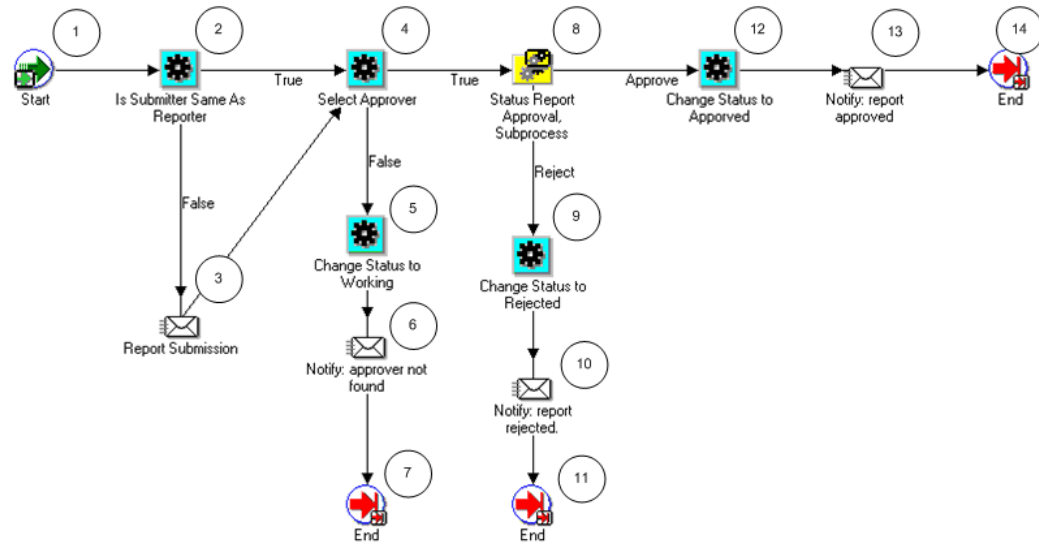 1
2
4
8
12
13
14
Start
Is Submitter Same As
Reporter
True
Select Approver
True
Status Report
Approval,
Subprocess
Approve
Change Status to
Apporved
Notify: report
approved
End
False
False
Reject
3
5
9
Report Submission
Change Status to
Working
Change Status to
Rejected
6
10
Notify: approver not
found
Notify: report
rejected.
7
11
End
End